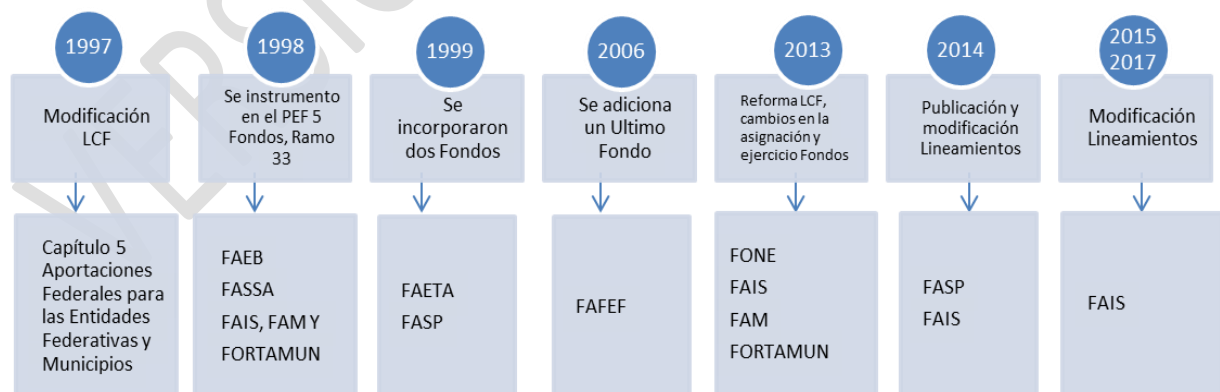 1997
Modificación
LCF
Capítulo 5
Aportaciones
Federales para
las Entidades
Federativas y
Municipios
1998
Se instrumento
en el PEF 5
Fondos, Ramo
33
FAEB
FASSA
FAIS, FAM Y
FORTAMUN
1999
Se
incorporaron
dos Fondos
FAETA
FASP
2006
Se adiciona
un Ultimo
Fondo
FAFEF
2013
Reforma LCF,
cambios en la
asignación y
ejercicio Fondos
FONE
FAIS
FAM
FORTAMUN
2014
Publicación y
modificación
Lineamientos
FASP
FAIS
2015
2017
Modificación
Lineamientos
FAIS